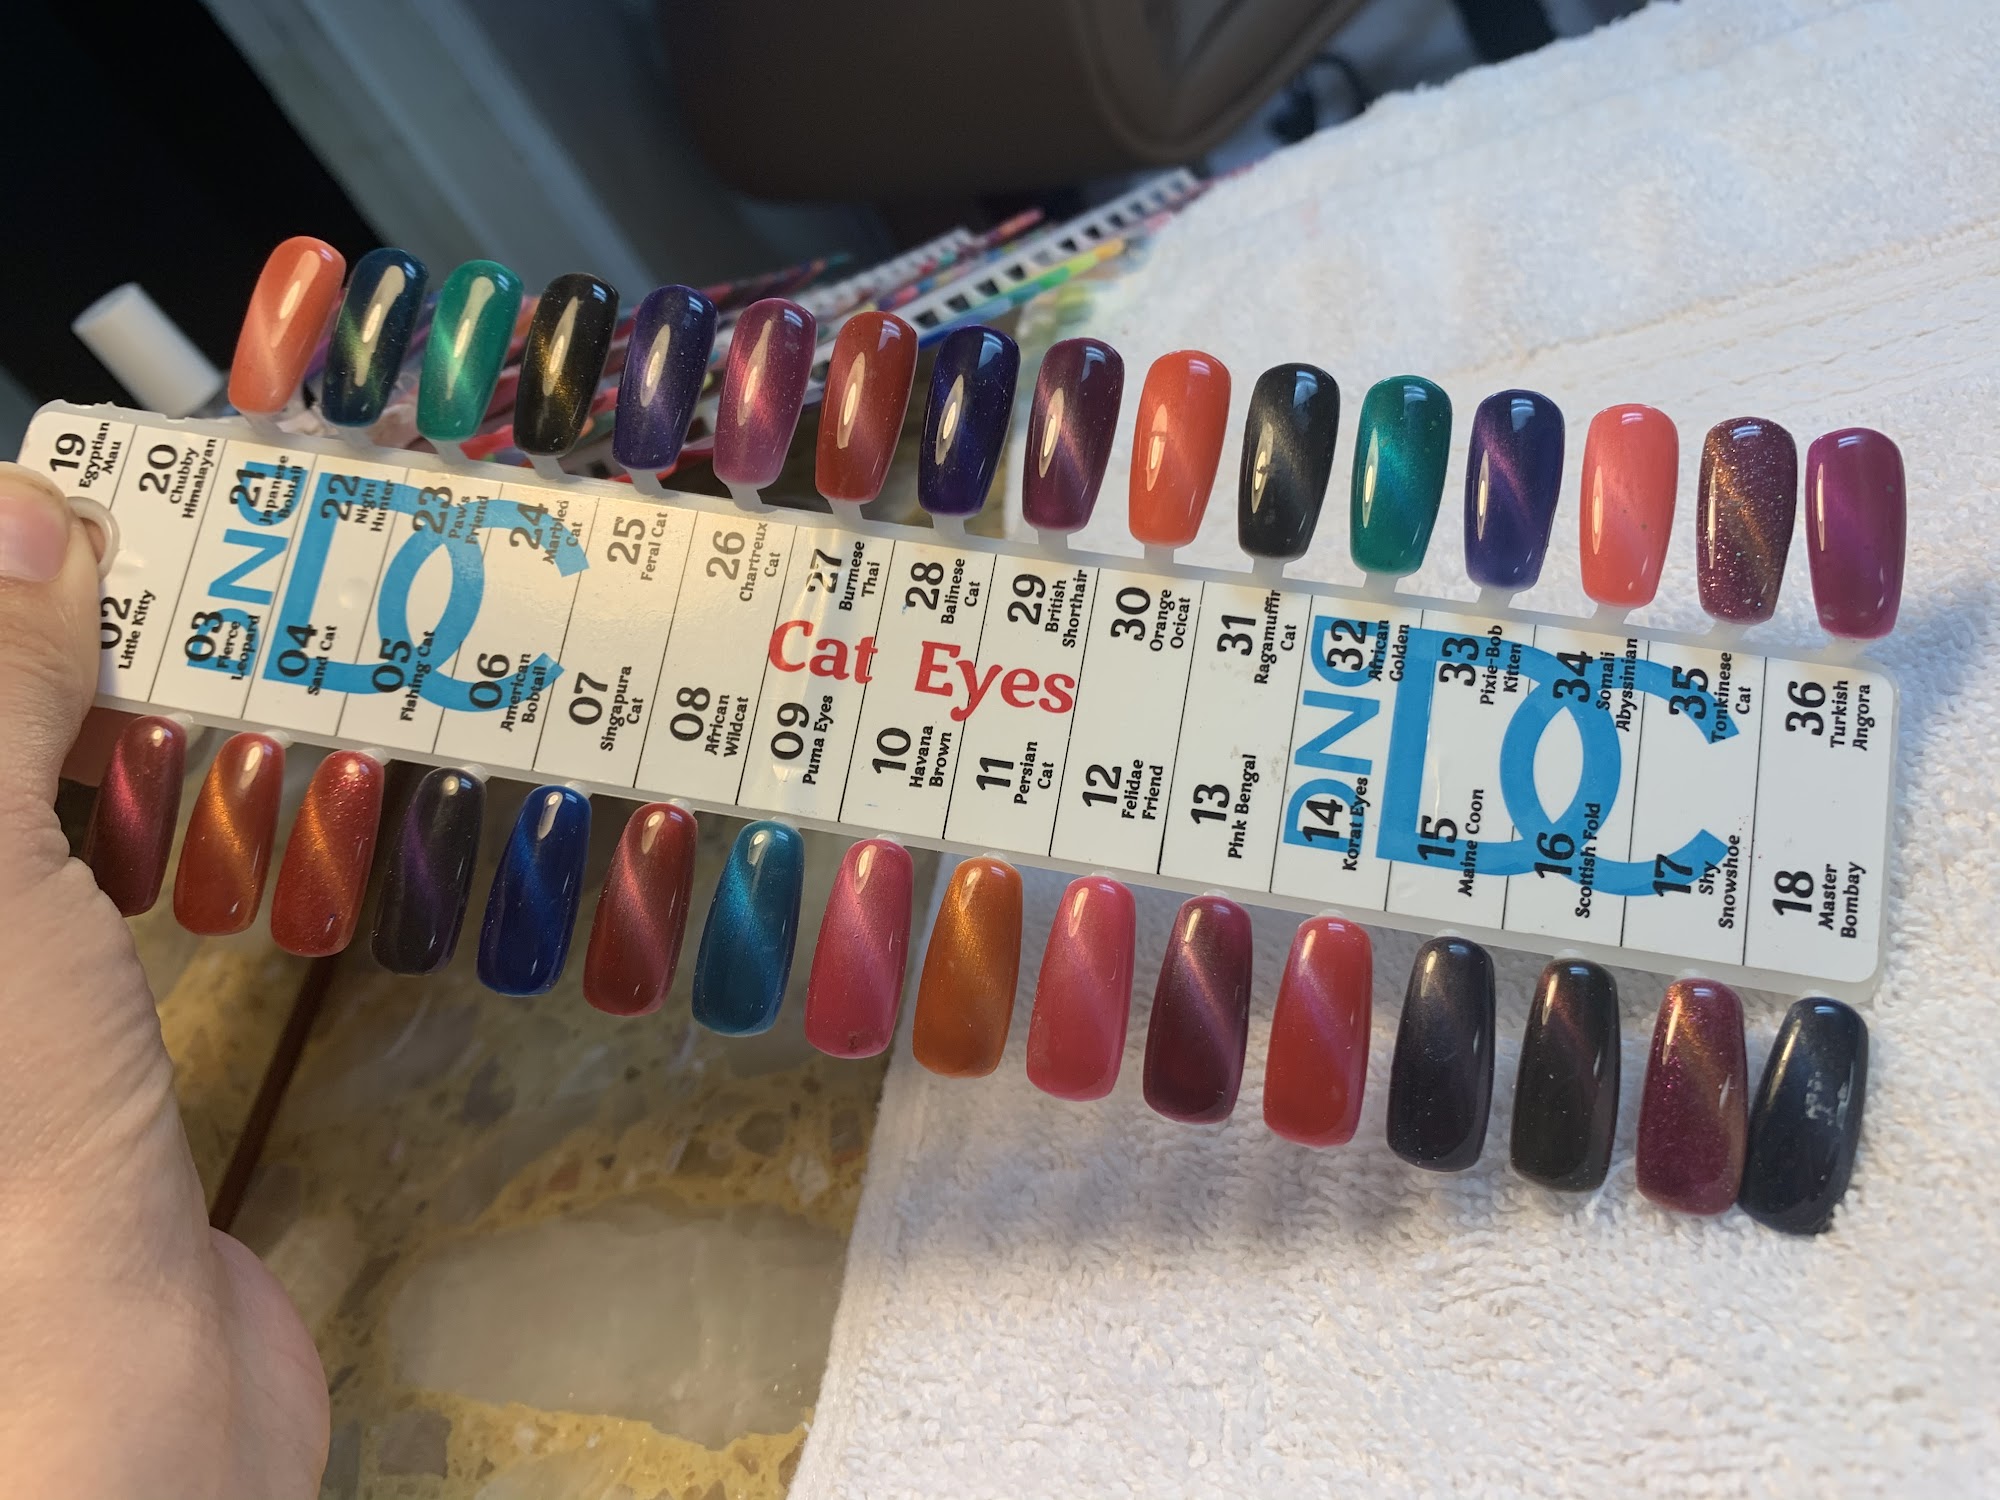 19
Egyptian
Mau
20
Chubby
Himalayan
21
Japanese
Bobtail
22
Night
Hunter
23
Paws
Friend
24
Marbled
Cat
25
Feral Cat
26
Chartreux
Cat
27
Burmese
Thai
28
Balinese
Cat
29
British
Shorthair
30
Orange
Ocicat
31
Ragamuffin
Cat
32
African
Golden
33
Pixie-Bob
Kitten
34
Somali
Abyssinian
35
Tonkinese
Cat
36
Turkish
Angora
DND
DC
Cat Eyes
DND
DC
02
Little Kitty
03
Fierce
Leopard
04
Sand Cat
05
Flashing Cat
06
American
Bobtail
07
Singapura
Cat
08
African
Wildcat
09
Puma Eyes
10
Havana
Brown
11
Persian
Cat
12
Felidae
Friend
13
Pink Bengal
14
Korat Eyes
15
Maine Coon
16
Scottish Fold
17
Shy
Snowshoe
18
Master
Bombay